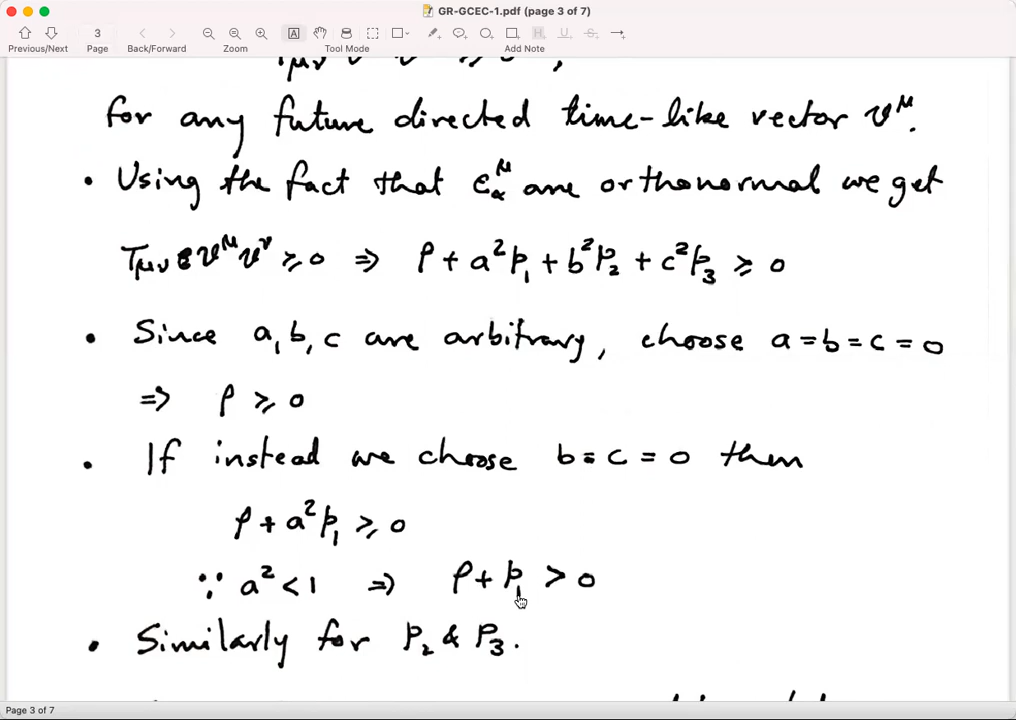 GR-GCEC-1.pdf (page 3 of 7)
3
Previous/Next Page Back/Forward Zoom Tool Mode Add Note
for any future directed time-like vector v^μ.
• Using the fact that e^μ_α are orthonormal we get
T_μν v^μ v^ν ≥ 0 ⇒ ρ + a²p₁ + b²p₂ + c²p₃ ≥ 0
• Since a, b, c are arbitrary, choose a = b = c = 0
⇒ ρ ≥ 0
• If instead we choose b = c = 0 then
ρ + a²p₁ ≥ 0
∵ a² < 1 ⇒ ρ + p₁ > 0
• Similarly for p₂ & p₃.
Page 3 of 7